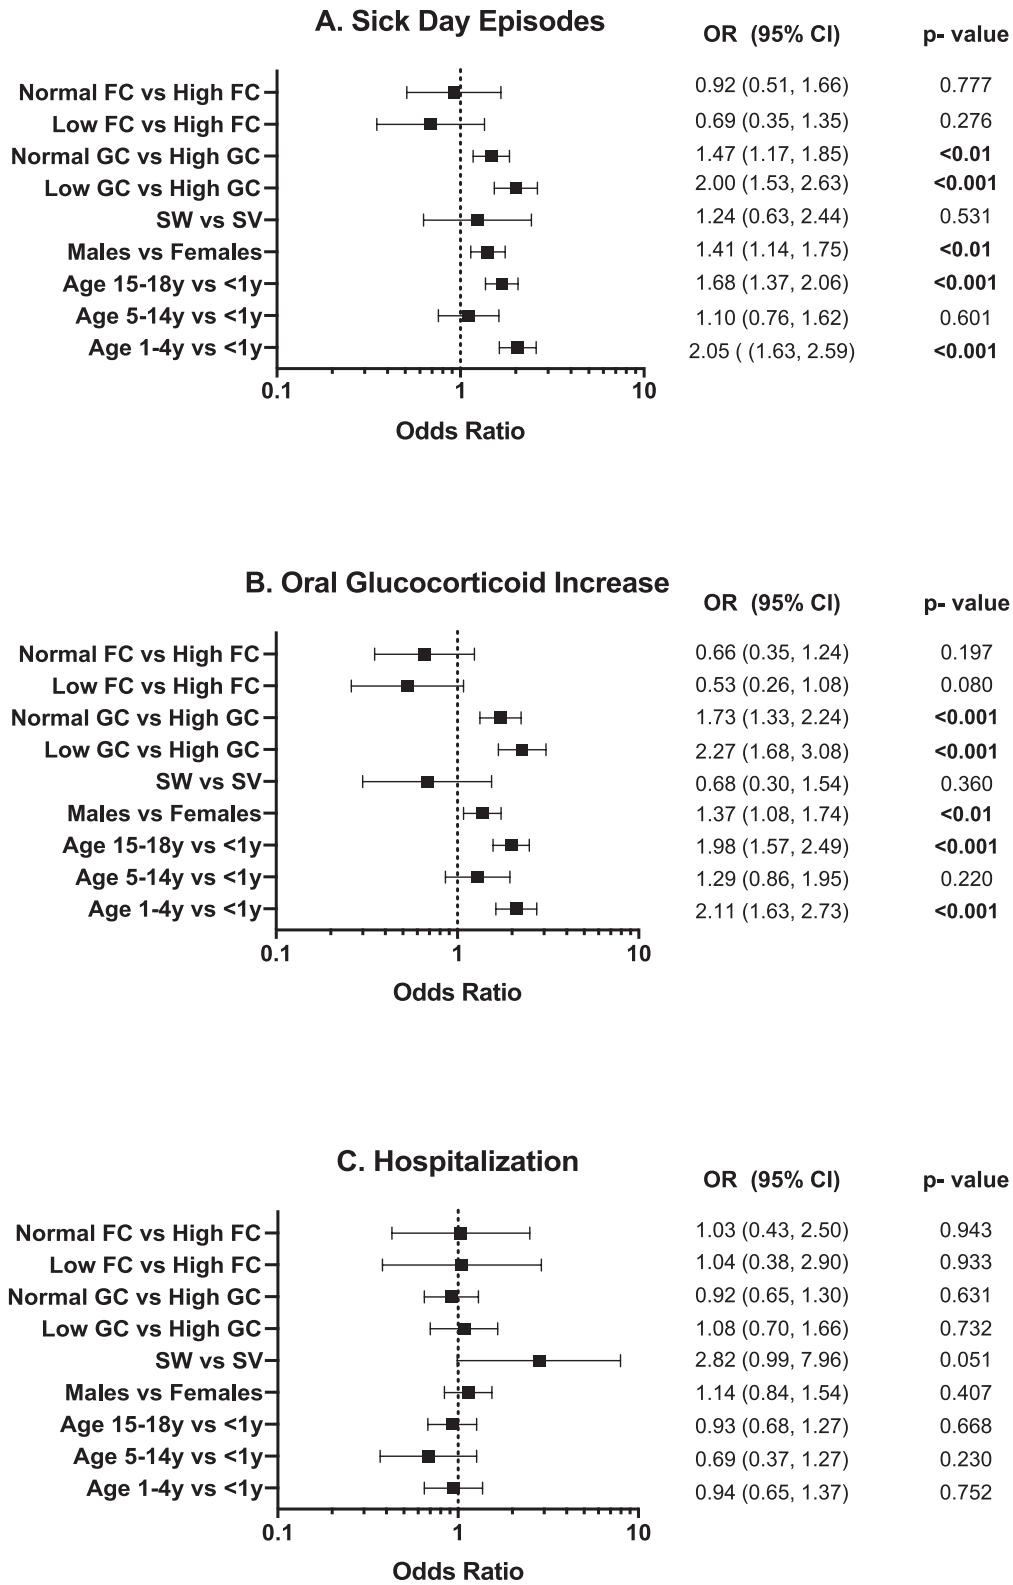 A. Sick Day Episodes
OR (95% CI) p- value
Normal FC vs High FC 0.92 (0.51, 1.66) 0.777
Low FC vs High FC 0.69 (0.35, 1.35) 0.276
Normal GC vs High GC 1.47 (1.17, 1.85) <0.01
Low GC vs High GC 2.00 (1.53, 2.63) <0.001
SW vs SV 1.24 (0.63, 2.44) 0.531
Males vs Females 1.41 (1.14, 1.75) <0.01
Age 15-18y vs <1y 1.68 (1.37, 2.06) <0.001
Age 5-14y vs <1y 1.10 (0.76, 1.62) 0.601
Age 1-4y vs <1y 2.05 ( (1.63, 2.59) <0.001
0.1 1 10
Odds Ratio
B. Oral Glucocorticoid Increase
OR (95% CI) p- value
Normal FC vs High FC 0.66 (0.35, 1.24) 0.197
Low FC vs High FC 0.53 (0.26, 1.08) 0.080
Normal GC vs High GC 1.73 (1.33, 2.24) <0.001
Low GC vs High GC 2.27 (1.68, 3.08) <0.001
SW vs SV 0.68 (0.30, 1.54) 0.360
Males vs Females 1.37 (1.08, 1.74) <0.01
Age 15-18y vs <1y 1.98 (1.57, 2.49) <0.001
Age 5-14y vs <1y 1.29 (0.86, 1.95) 0.220
Age 1-4y vs <1y 2.11 (1.63, 2.73) <0.001
0.1 1 10
Odds Ratio
C. Hospitalization
OR (95% CI) p- value
Normal FC vs High FC 1.03 (0.43, 2.50) 0.943
Low FC vs High FC 1.04 (0.38, 2.90) 0.933
Normal GC vs High GC 0.92 (0.65, 1.30) 0.631
Low GC vs High GC 1.08 (0.70, 1.66) 0.732
SW vs SV 2.82 (0.99, 7.96) 0.051
Males vs Females 1.14 (0.84, 1.54) 0.407
Age 15-18y vs <1y 0.93 (0.68, 1.27) 0.668
Age 5-14y vs <1y 0.69 (0.37, 1.27) 0.230
Age 1-4y vs <1y 0.94 (0.65, 1.37) 0.752
0.1 1 10
Odds Ratio